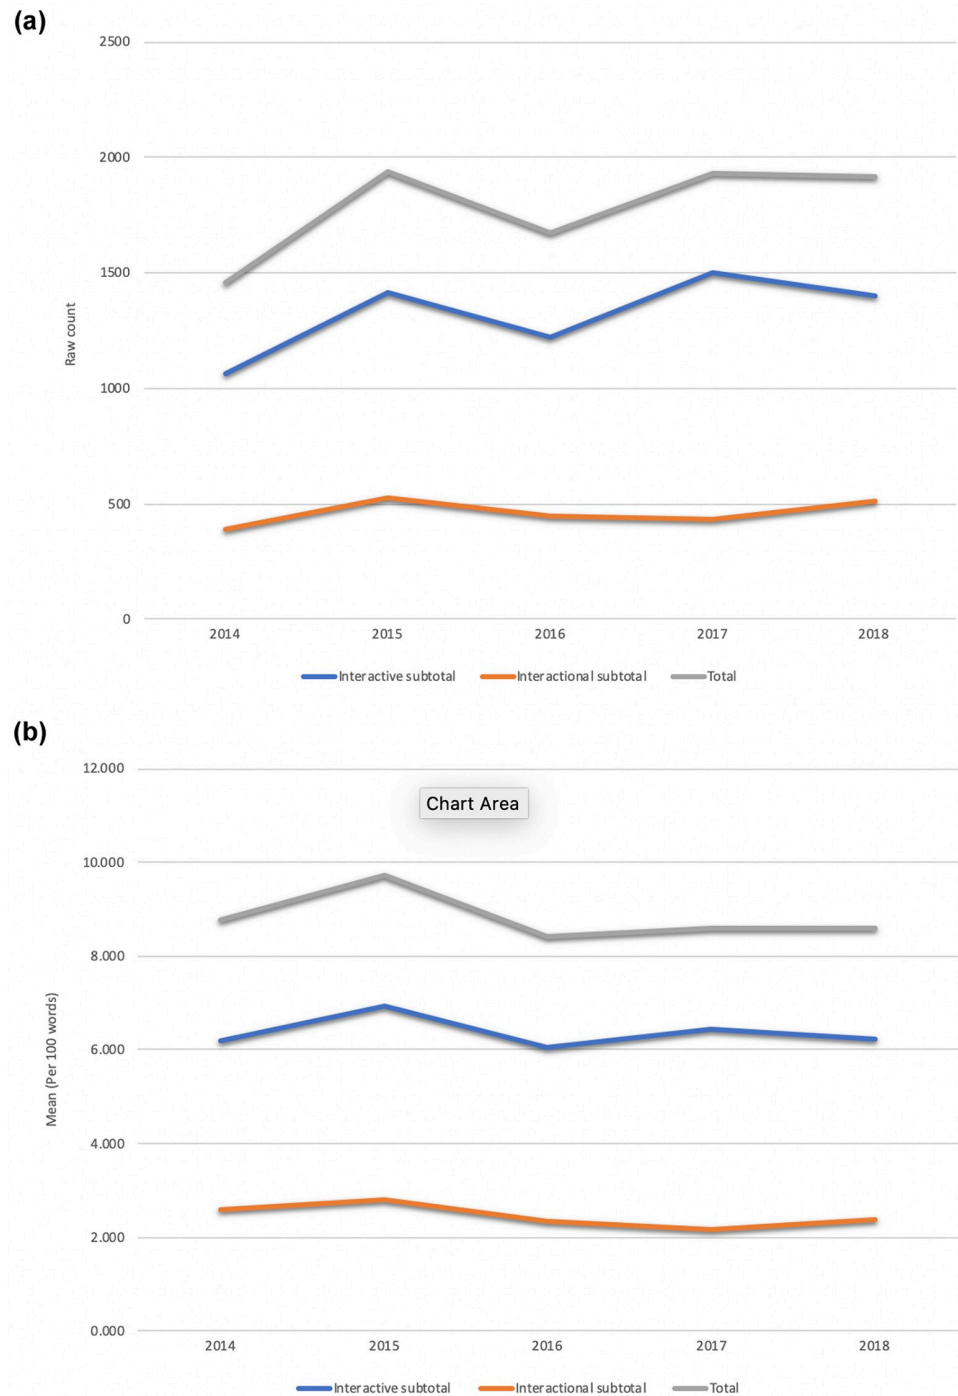 (a)
2500
2000
1500
Raw count
1000
500
0
2014 2015 2016 2017 2018
Interactive subtotal Interactional subtotal Total
(b)
12.000
Chart Area
10.000
8.000
Mean (Per 100 words)
6.000
4.000
2.000
0.000
2014 2015 2016 2017 2018
Interactive subtotal Interactional subtotal Total